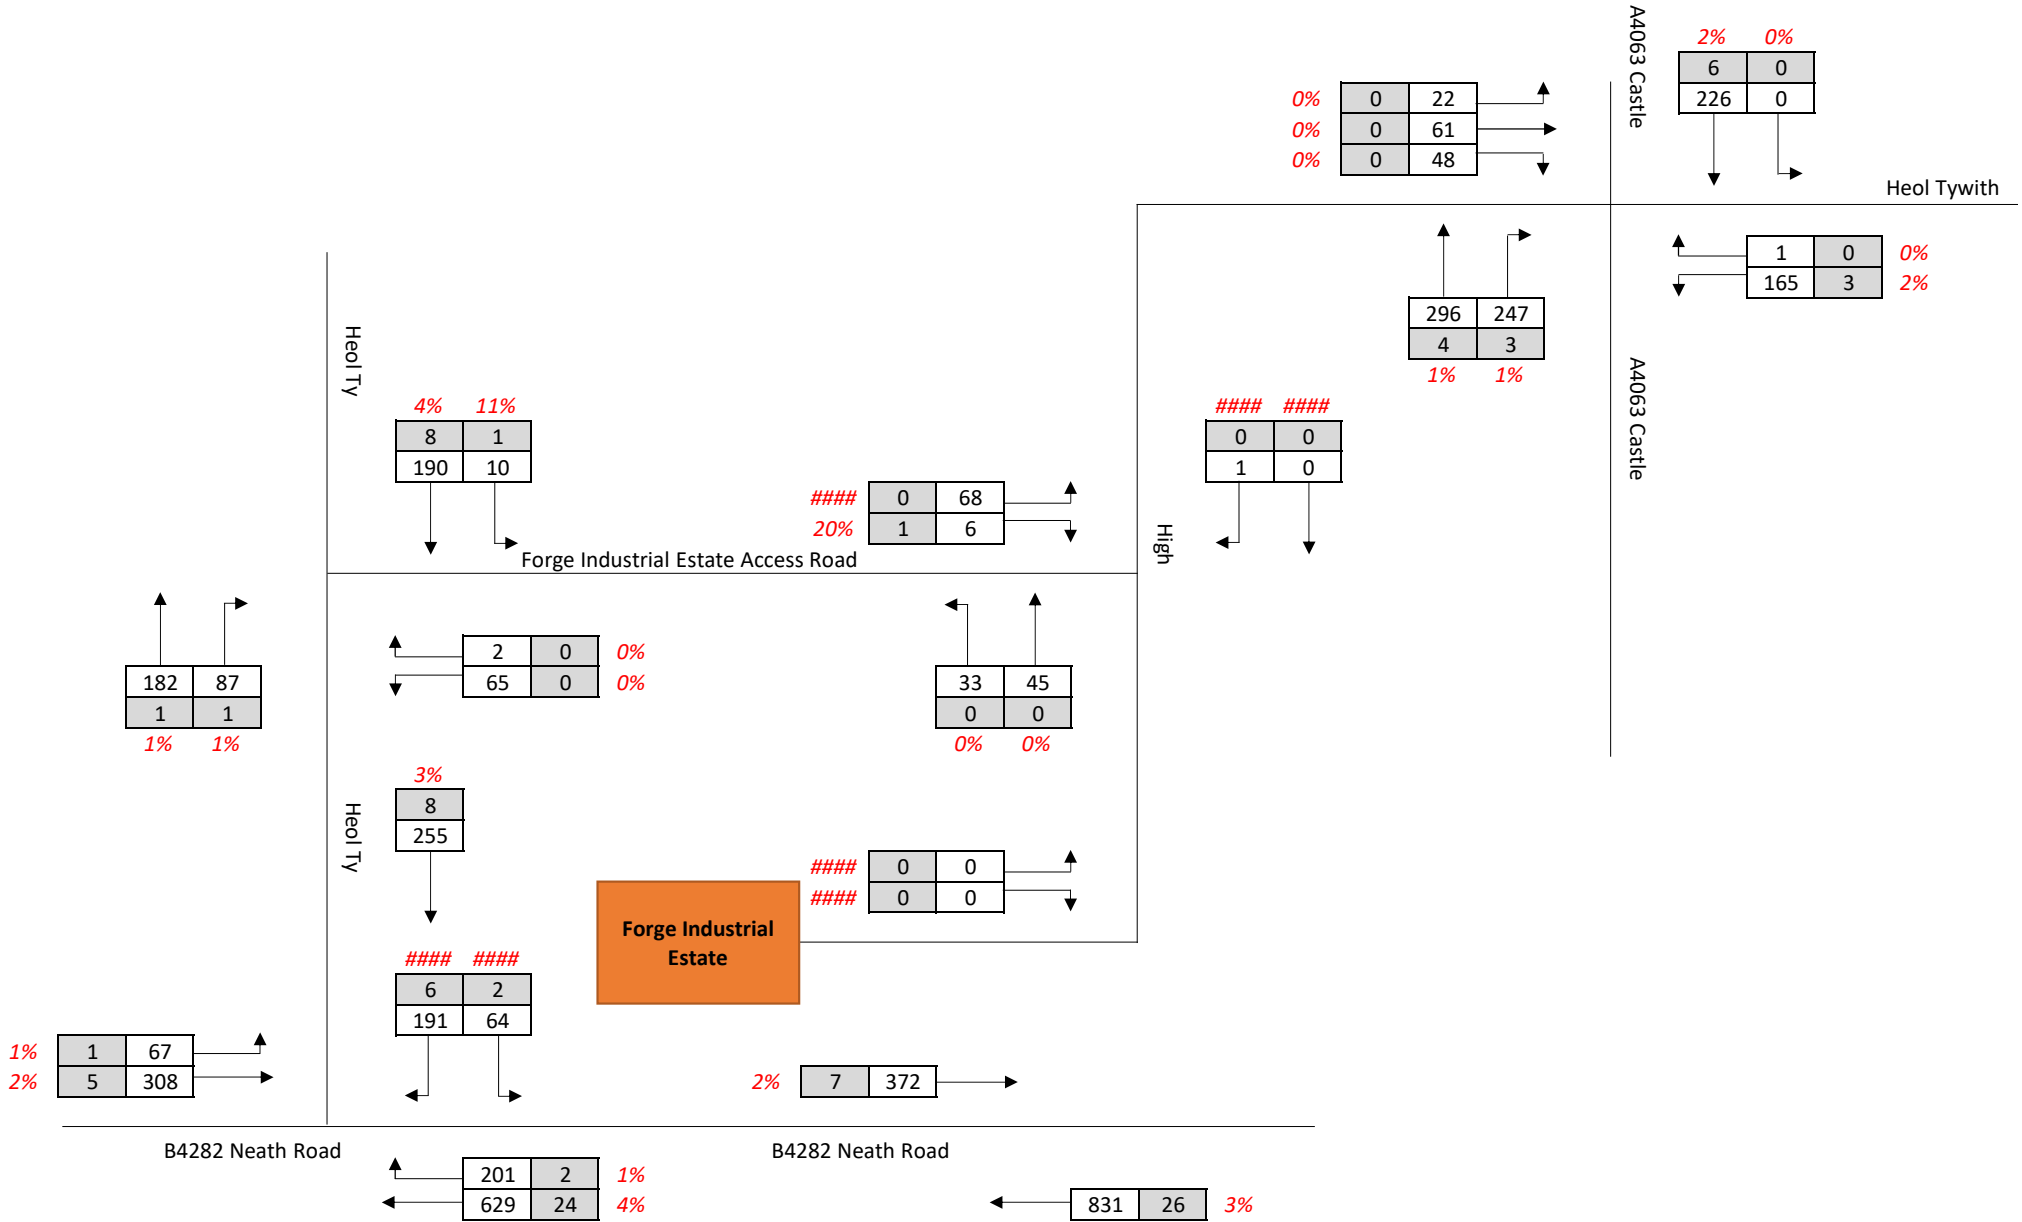 A4063 Castle
2% 0%
6 0
226 0
0% 0 22
0% 0 61
0% 0 48
Heol Tywith
1 0 0%
165 3 2%
296 247
4 3
1% 1%
A4063 Castle
Heol Ty
4% 11%
8 1
190 10
#### ####
0 0
1 0
#### 0 68
20% 1 6
High
Forge Industrial Estate Access Road
2 0 0%
65 0 0%
182 87
1 1
1% 1%
33 45
0 0
0% 0%
3%
8
255
Heol Ty
#### 0 0
#### 0 0
Forge Industrial
Estate
#### ####
6 2
191 64
1% 1 67
2% 5 308
2% 7 372
B4282 Neath Road
B4282 Neath Road
201 2 1%
629 24 4%
831 26 3%